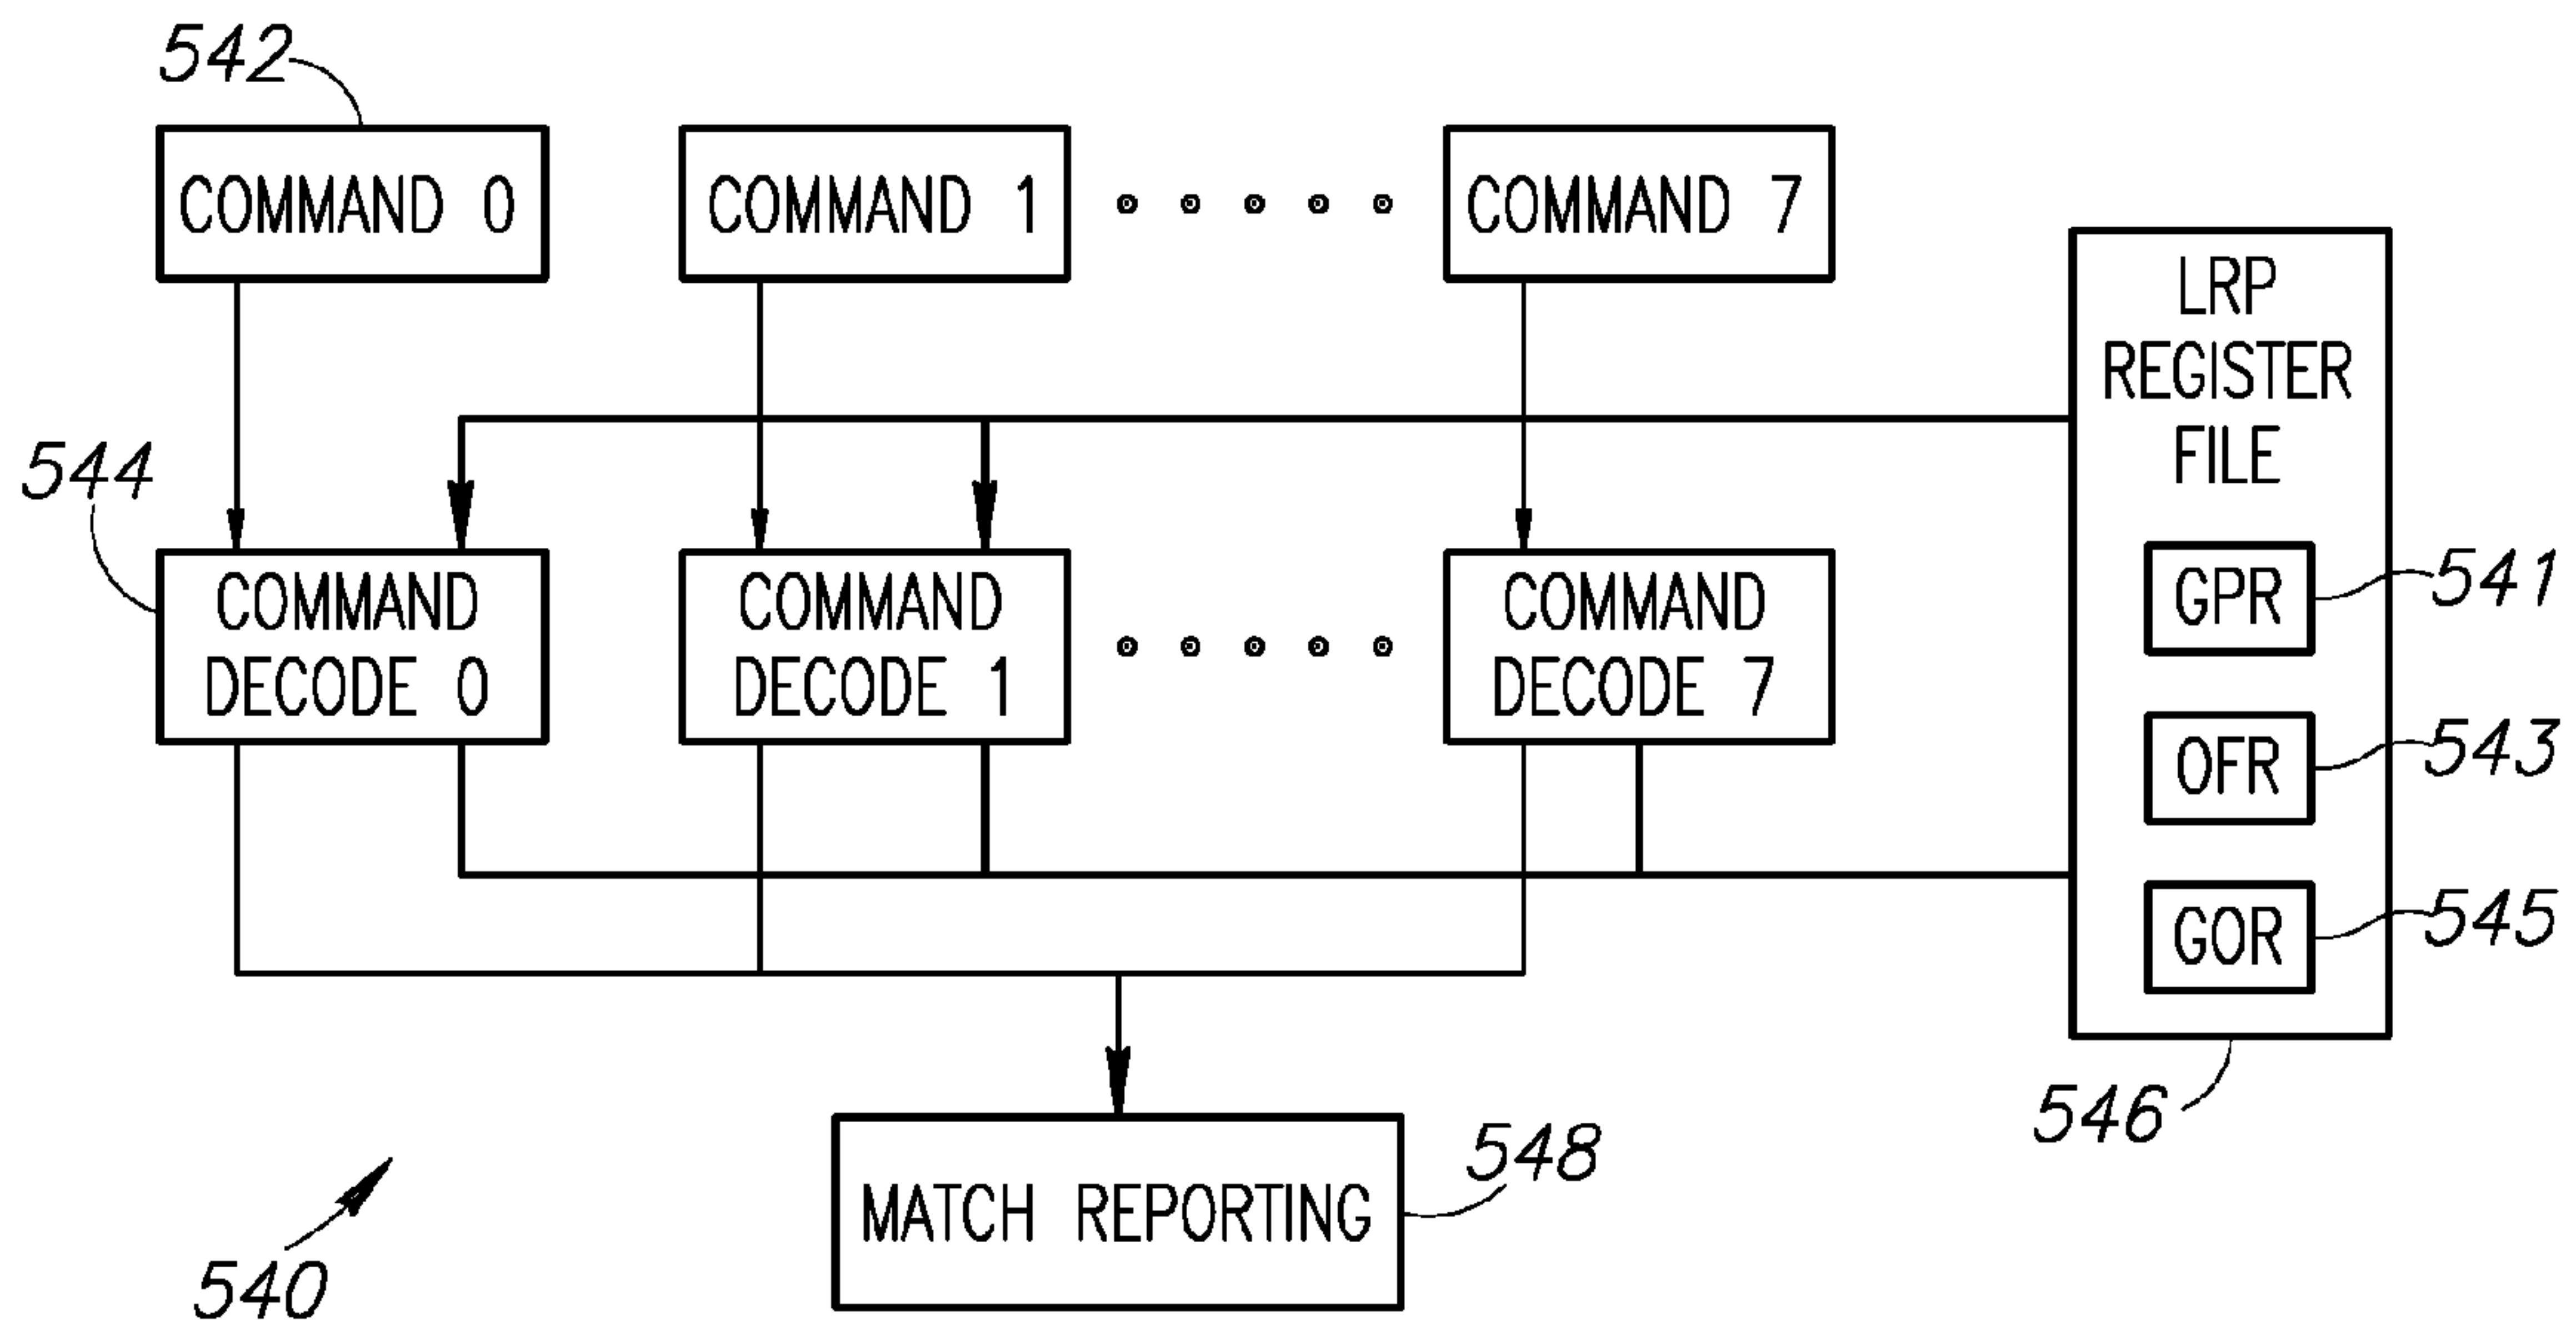 542
COMMAND 0
COMMAND 1
COMMAND 7
LRP
REGISTER
FILE
544
COMMAND
DECODE 0
COMMAND
DECODE 1
COMMAND
DECODE 7
GPR
541
OFR
543
GOR
545
546
MATCH REPORTING
548
540